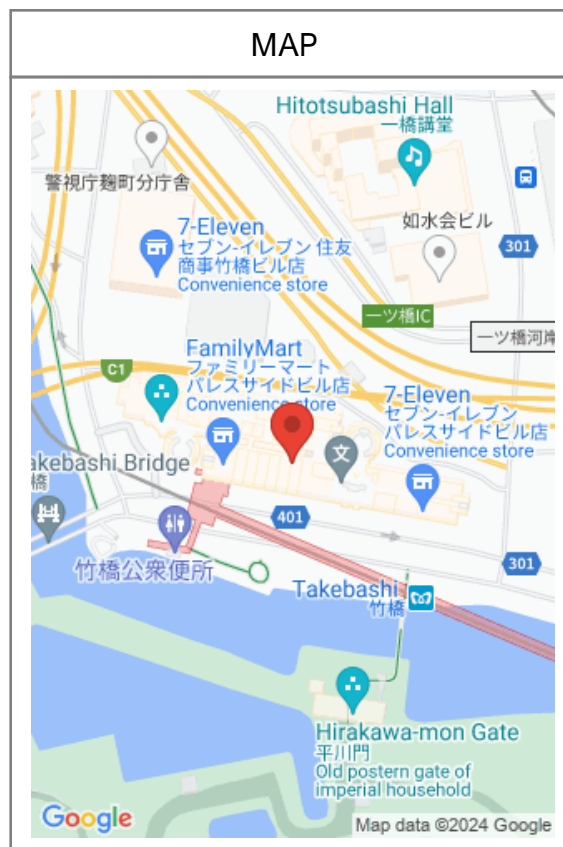 MAP
Hitotsubashi Hall
一橋講堂
警視庁麹町分庁舎
7-Eleven
セブン-イレブン 住友
商事竹橋ビル店
Convenience store
如水会ビル
301
一ツ橋IC
一ツ橋河岸
C1
FamilyMart
ファミリーマート
パレスサイドビル店
Convenience store
7-Eleven
セブン-イレブン
パレスサイドビル店
Convenience store
文
akebashi Bridge
橋
401
竹橋公衆便所
301
Takebashi
竹橋
Hirakawa-mon Gate
平川門
Old postern gate of
imperial household
Google
Map data ©2024 Google